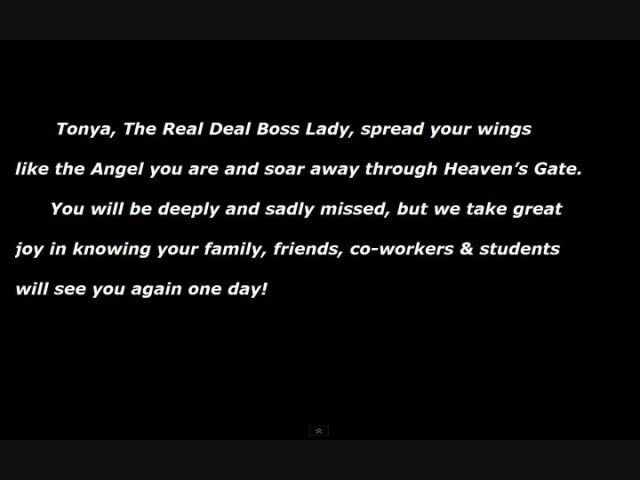 Tonya, The Real Deal Boss Lady, spread your wings
like the Angel you are and soar away through Heaven's Gate.
You will be deeply and sadly missed, but we take great
joy in knowing your family, friends, co-workers & students
will see you again one day!